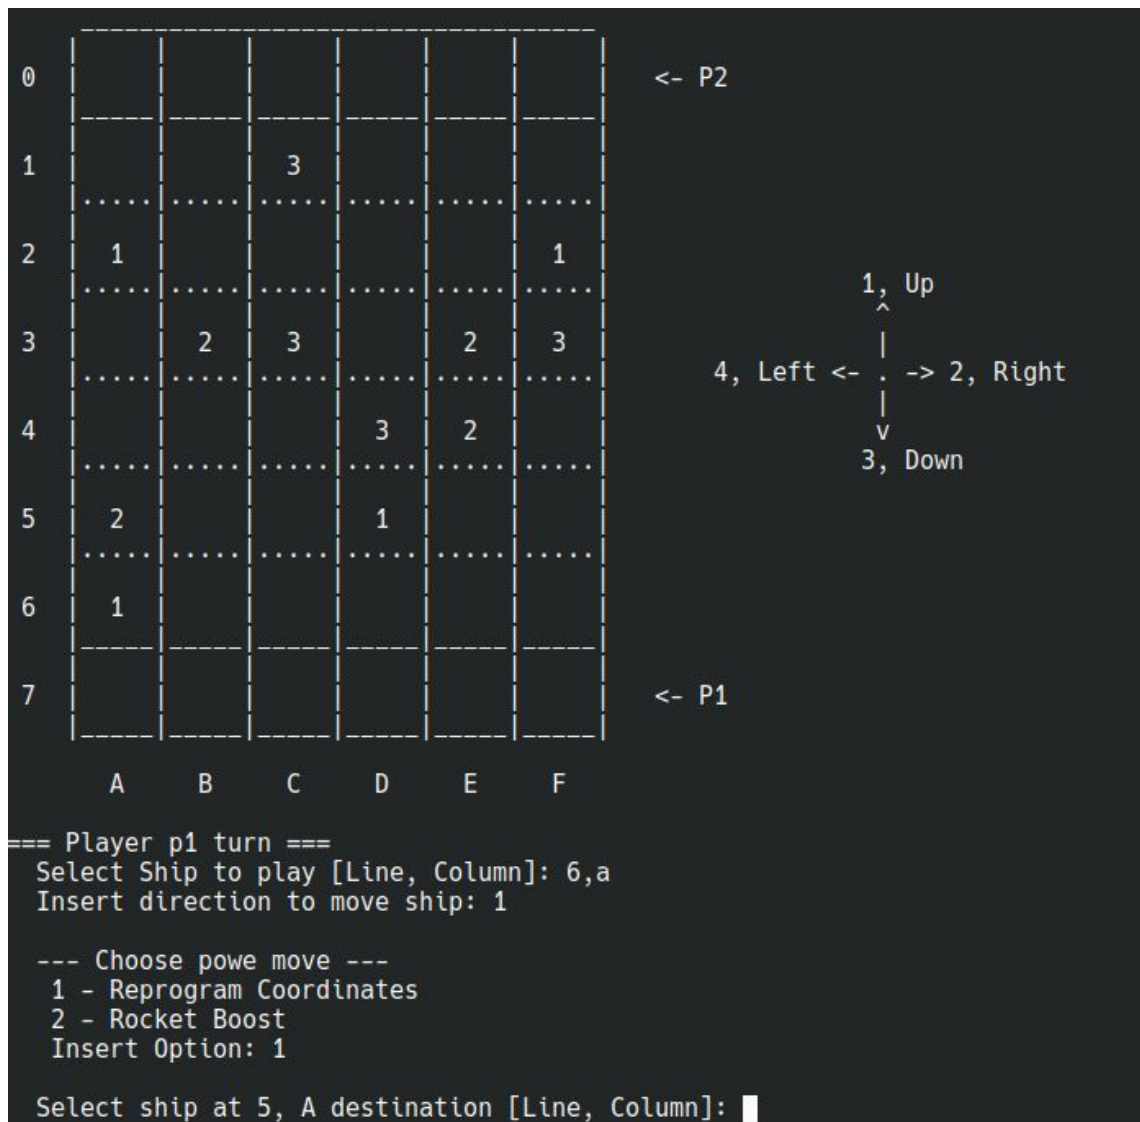 0 <- P2
1 3
2 1 1
1, Up
^
3 2 3 2 3
4, Left <- . -> 2, Right
4 3 2
v
3, Down
5 2 1
6 1
7 <- P1
A B C D E F
=== Player p1 turn ===
Select Ship to play [Line, Column]: 6,a
Insert direction to move ship: 1
--- Choose powe move ---
1 - Reprogram Coordinates
2 - Rocket Boost
Insert Option: 1
Select ship at 5, A destination [Line, Column]: